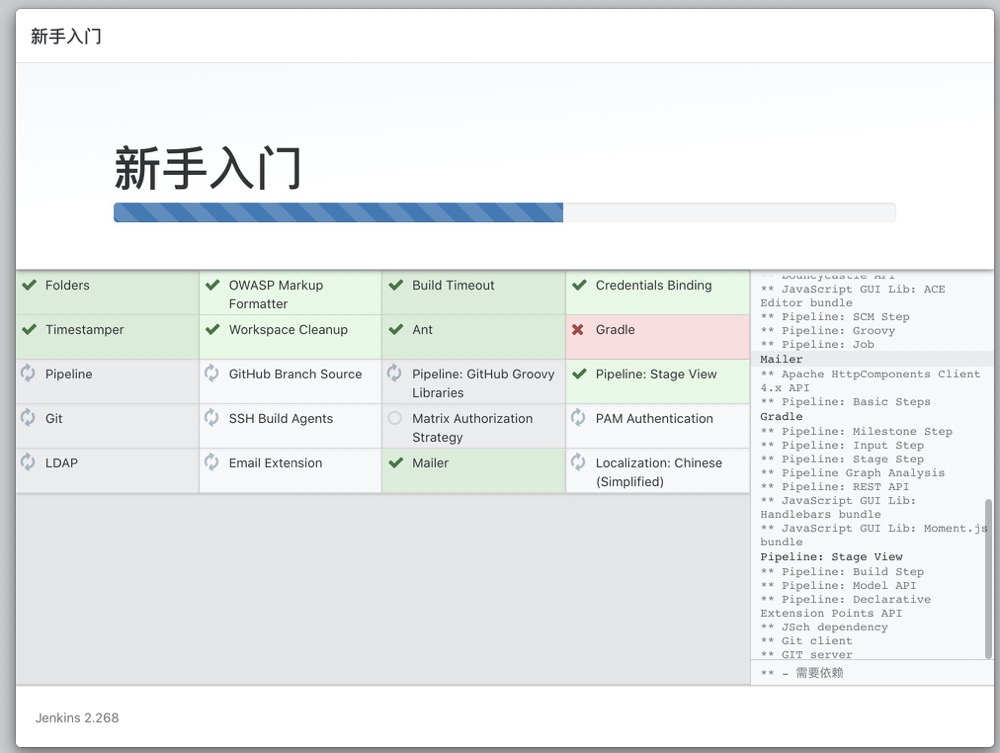 新手入门
新手入门
Folders
OWASP Markup
Formatter
Build Timeout
Credentials Binding
Timestamper
Workspace Cleanup
Ant
Gradle
Pipeline
GitHub Branch Source
Pipeline: GitHub Groovy
Libraries
Pipeline: Stage View
Git
SSH Build Agents
Matrix Authorization
Strategy
PAM Authentication
LDAP
Email Extension
Mailer
Localization: Chinese
(Simplified)
** bouncycastle API
** JavaScript GUI Lib: ACE
Editor bundle
** Pipeline: SCM Step
** Pipeline: Groovy
** Pipeline: Job
Mailer
** Apache HttpComponents Client
4.x API
** Pipeline: Basic Steps
Gradle
** Pipeline: Milestone Step
** Pipeline: Input Step
** Pipeline: Stage Step
** Pipeline Graph Analysis
** Pipeline: REST API
** JavaScript GUI Lib:
Handlebars bundle
** JavaScript GUI Lib: Moment.js
bundle
Pipeline: Stage View
** Pipeline: Build Step
** Pipeline: Model API
** Pipeline: Declarative
Extension Points API
** JSch dependency
** Git client
** GIT server
** - 需要依赖
Jenkins 2.268